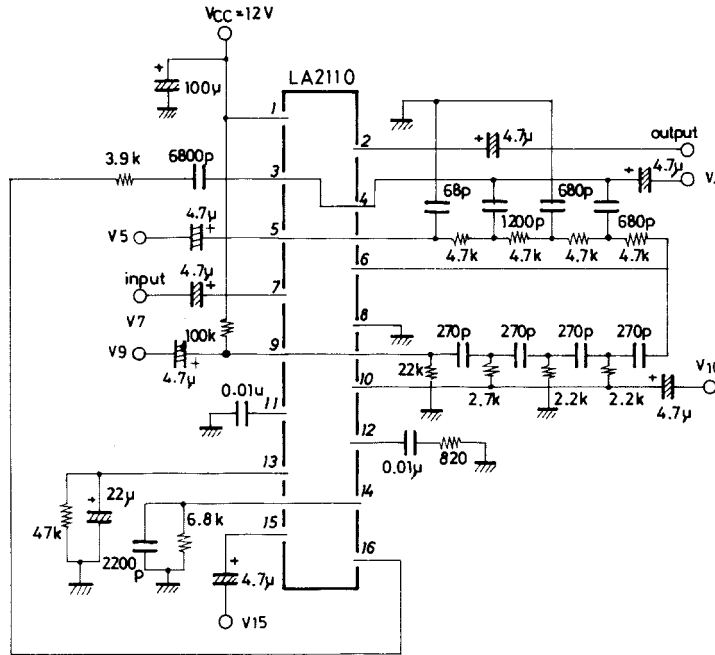 VCC=12V
LA2110
100µ
1
2
4.7µ
output
3.9k
6800p
3
4
4.7µ
68p
1200p
680p
680p
4.7µ
V5
5
4.7k
4.7k
4.7k
4.7k
6
input
4.7µ
7
V7
8
100k
V9
4.7µ
9
270p
270p
270p
270p
22k
2.7k
2.2k
2.2k
10
V10
4.7µ
0.01u
11
12
0.01µ
820
13
22µ
47k
14
6.8k
2200
p
15
4.7µ
16
V15